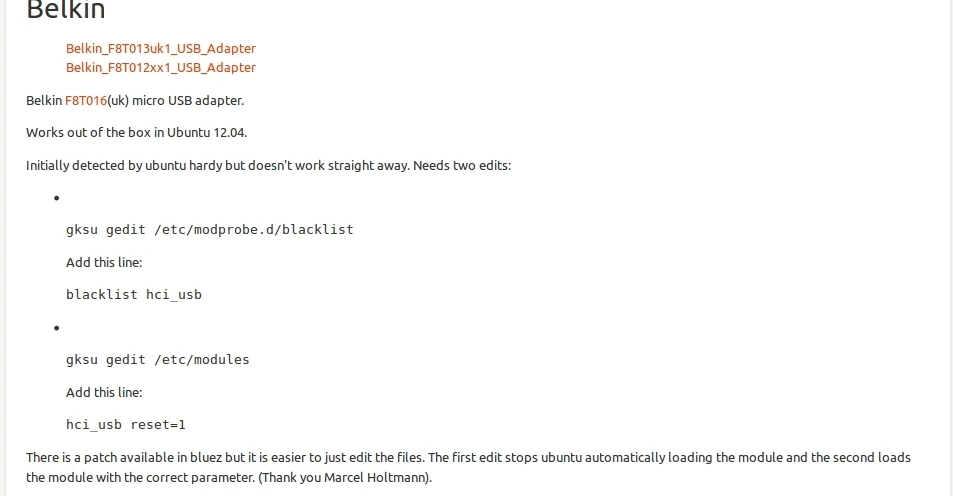 Belkin
Belkin_F8T013uk1_USB_Adapter
Belkin_F8T012xx1_USB_Adapter
Belkin F8T016(uk) micro USB adapter.
Works out of the box in Ubuntu 12.04.
Initially detected by ubuntu hardy but doesn't work straight away. Needs two edits:
gksu gedit /etc/modprobe.d/blacklist
Add this line:
blacklist hci_usb
gksu gedit /etc/modules
Add this line:
hci_usb reset=1
There is a patch available in bluez but it is easier to just edit the files. The first edit stops ubuntu automatically loading the module and the second loads
the module with the correct parameter. (Thank you Marcel Holtmann).